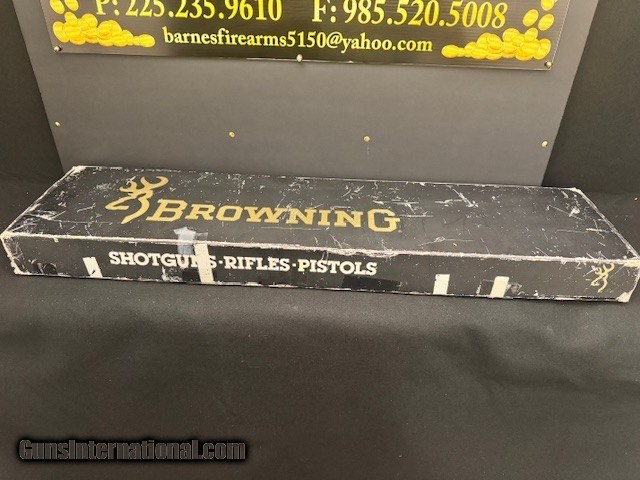 P: 225.235.9610 F: 985.520.5008
barnesfirearms5150@yahoo.com
BROWNING
SHOTGUNS·RIFLES·PISTOLS
GunsInternational.com